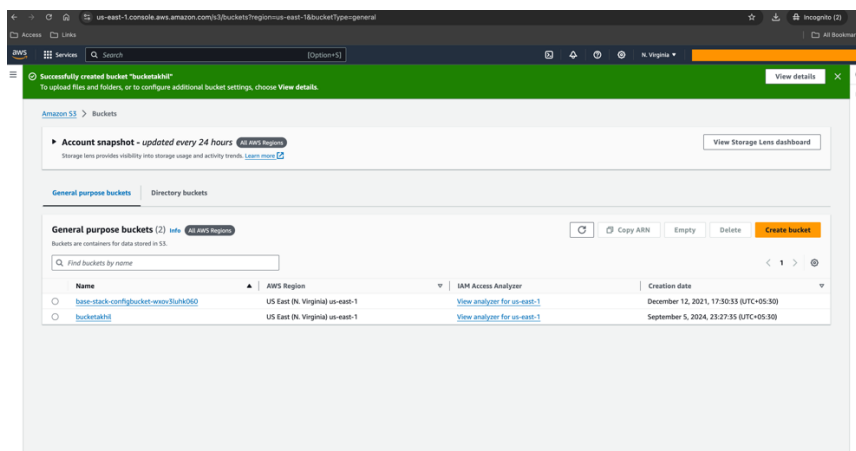 us-east-1.console.aws.amazon.com/s3/buckets?region=us-east-1&bucketType=general
Incognito (2)
Access Links
All Bookmar
aws Services Search [Option+S] N. Virginia
Successfully created bucket "bucketakhil"
To upload files and folders, or to configure additional bucket settings, choose View details.
View details
Amazon S3 > Buckets
Account snapshot - updated every 24 hours All AWS Regions
Storage lens provides visibility into storage usage and activity trends. Learn more
View Storage Lens dashboard
General purpose buckets Directory buckets
General purpose buckets (2) Info All AWS Regions
Buckets are containers for data stored in S3.
Copy ARN Empty Delete Create bucket
Find buckets by name
1
Name AWS Region IAM Access Analyzer Creation date
base-stack-configbucket-wxov3luhk060 US East (N. Virginia) us-east-1 View analyzer for us-east-1 December 12, 2021, 17:30:33 (UTC+05:30)
bucketakhil US East (N. Virginia) us-east-1 View analyzer for us-east-1 September 5, 2024, 23:27:35 (UTC+05:30)